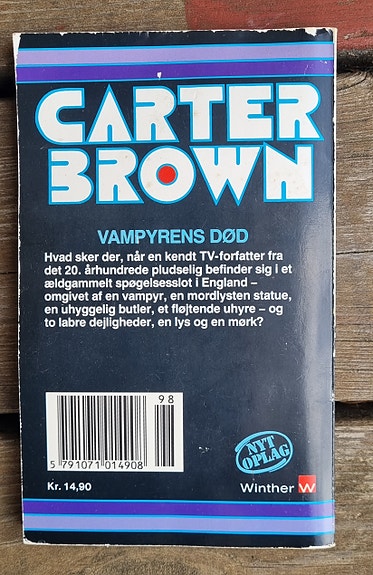 CARTER
BROWN
VAMPYRENS DØD
Hvad sker der, når en kendt TV-forfatter fra
det 20. århundrede pludselig befinder sig i et
ældgammelt spøgelsesslot i England –
omgivet af en vampyr, en mordlysten statue,
en uhyggelig butler, et fløjtende uhyre – og
to labre dejligheder, en lys og en mørk?
98
5 791071 014908
NYT
OPLAG
Kr. 14,90
Winther W